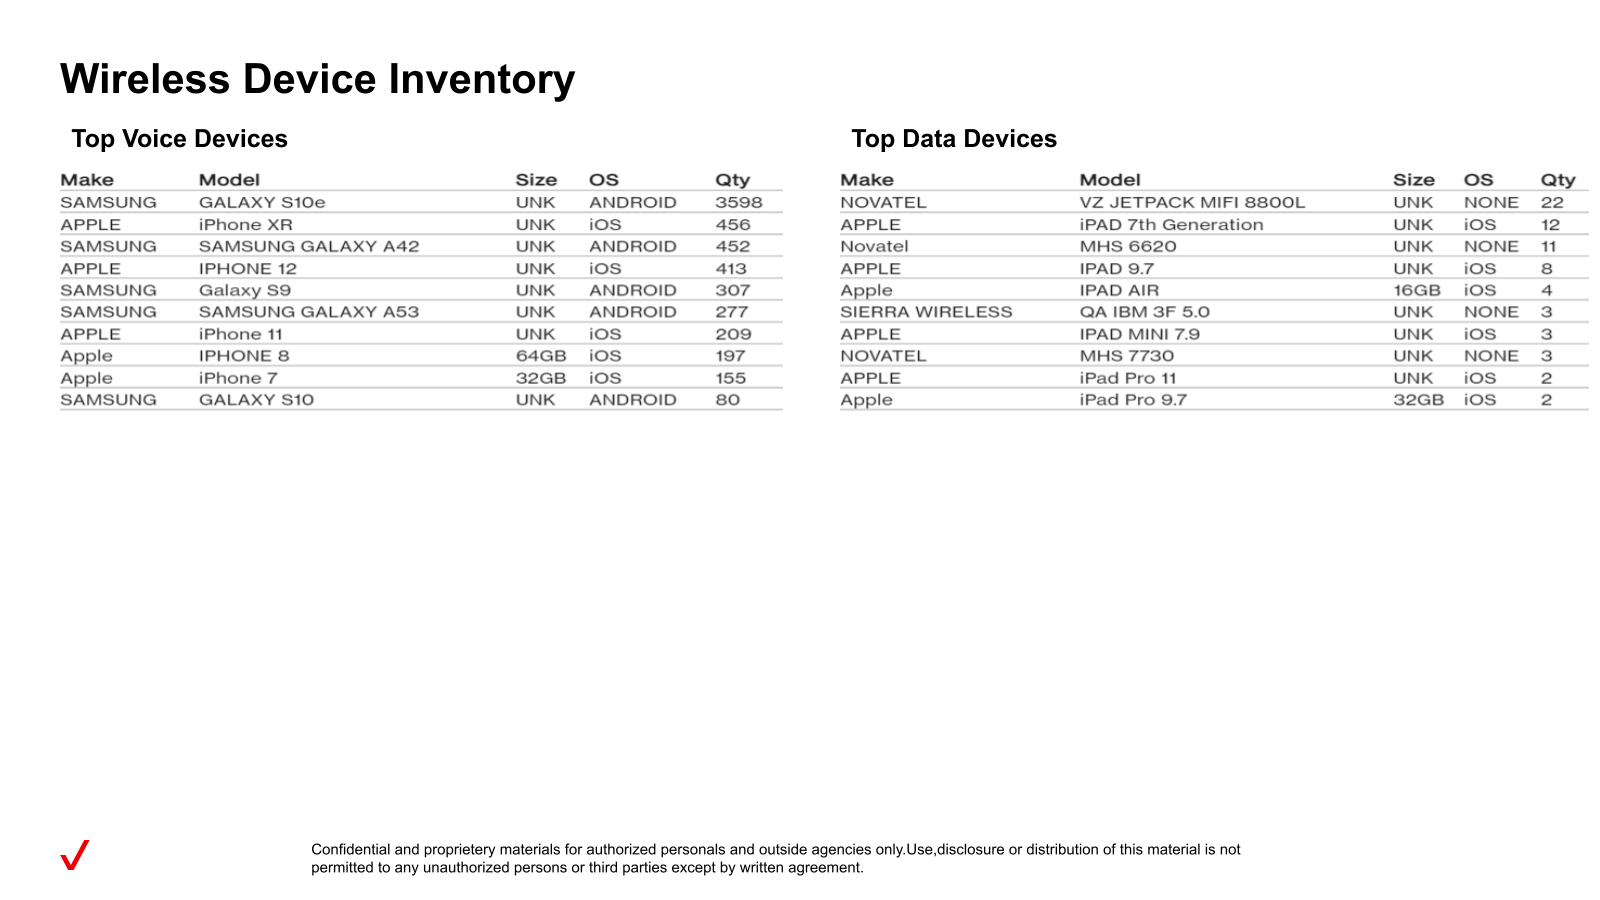 Wireless Device Inventory
Top Voice Devices
Make Model Size OS Qty
SAMSUNG GALAXY S10e UNK ANDROID 3598
APPLE iPhone XR UNK iOS 456
SAMSUNG SAMSUNG GALAXY A42 UNK ANDROID 452
APPLE IPHONE 12 UNK iOS 413
SAMSUNG Galaxy S9 UNK ANDROID 307
SAMSUNG SAMSUNG GALAXY A53 UNK ANDROID 277
APPLE iPhone 11 UNK iOS 209
Apple IPHONE 8 64GB iOS 197
Apple iPhone 7 32GB iOS 155
SAMSUNG GALAXY S10 UNK ANDROID 80
Top Data Devices
Make Model Size OS Qty
NOVATEL VZ JETPACK MIFI 8800L UNK NONE 22
APPLE iPAD 7th Generation UNK iOS 12
Novatel MHS 6620 UNK NONE 11
APPLE IPAD 9.7 UNK iOS 8
Apple IPAD AIR 16GB iOS 4
SIERRA WIRELESS QA IBM 3F 5.0 UNK NONE 3
APPLE IPAD MINI 7.9 UNK iOS 3
NOVATEL MHS 7730 UNK NONE 3
APPLE iPad Pro 11 UNK iOS 2
Apple iPad Pro 9.7 32GB iOS 2
Confidential and proprietery materials for authorized personals and outside agencies only.Use,disclosure or distribution of this material is not
permitted to any unauthorized persons or third parties except by written agreement.